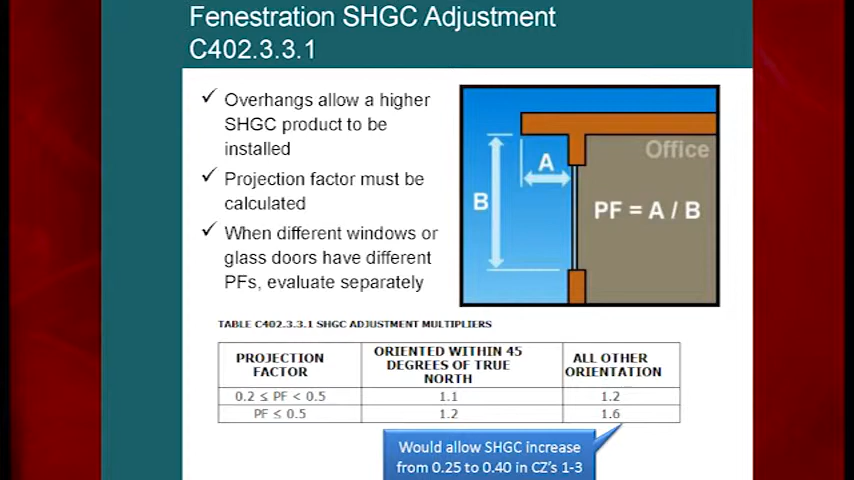 Fenestration SHGC Adjustment
C402.3.3.1
✓ Overhangs allow a higher
SHGC product to be
installed
✓ Projection factor must be
calculated
✓ When different windows or
glass doors have different
PFs, evaluate separately
Office
A
B
PF = A / B
TABLE C402.3.3.1 SHGC ADJUSTMENT MULTIPLIERS
PROJECTION FACTOR ORIENTED WITHIN 45 DEGREES OF TRUE NORTH ALL OTHER ORIENTATION
0.2 ≤ PF < 0.5 1.1 1.2
PF ≤ 0.5 1.2 1.6
Would allow SHGC increase
from 0.25 to 0.40 in CZ's 1-3